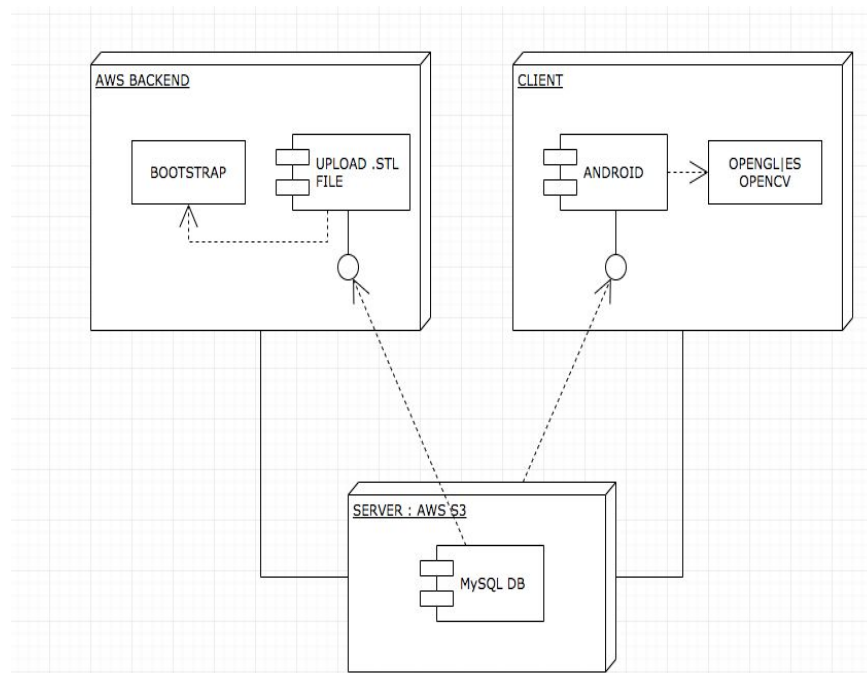 AWS BACKEND
BOOTSTRAP
UPLOAD .STL
FILE
CLIENT
ANDROID
OPENGL|ES
OPENCV
SERVER : AWS S3
MySQL DB